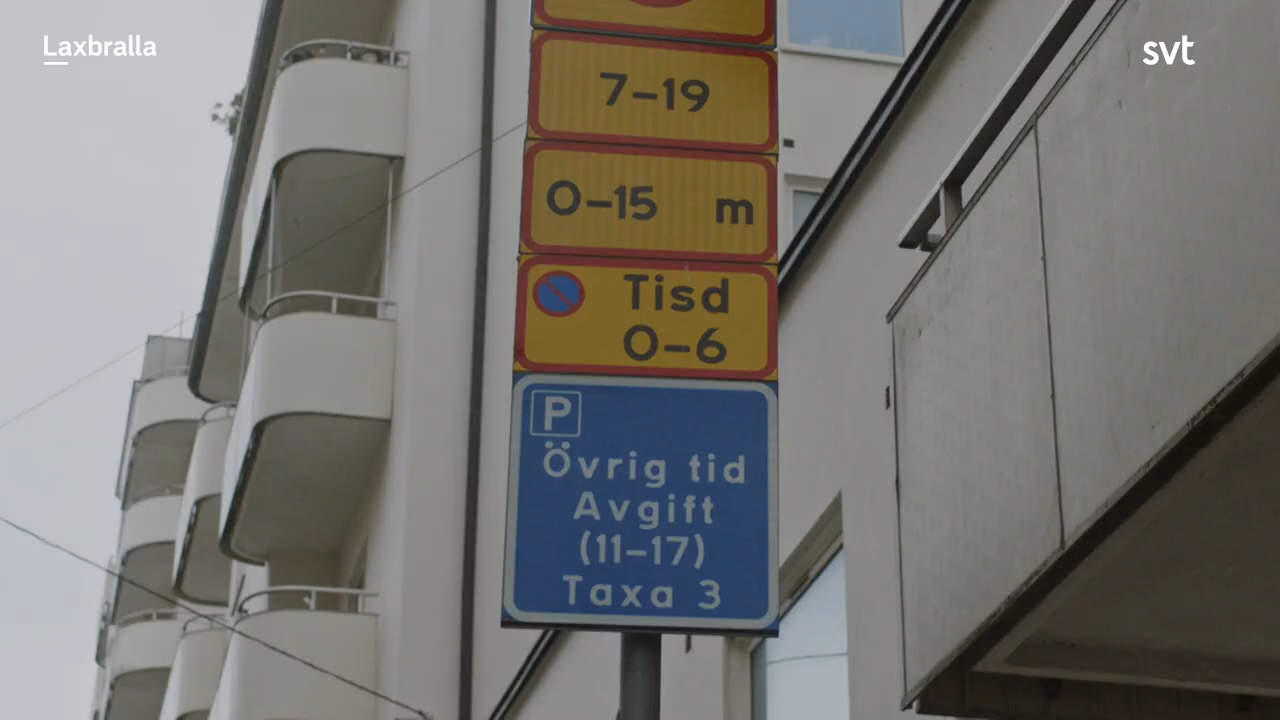 Laxbralla
svt
7-19
0-15 m
Tisd
0-6
P
Övrig tid
Avgift
(11-17)
Taxa 3